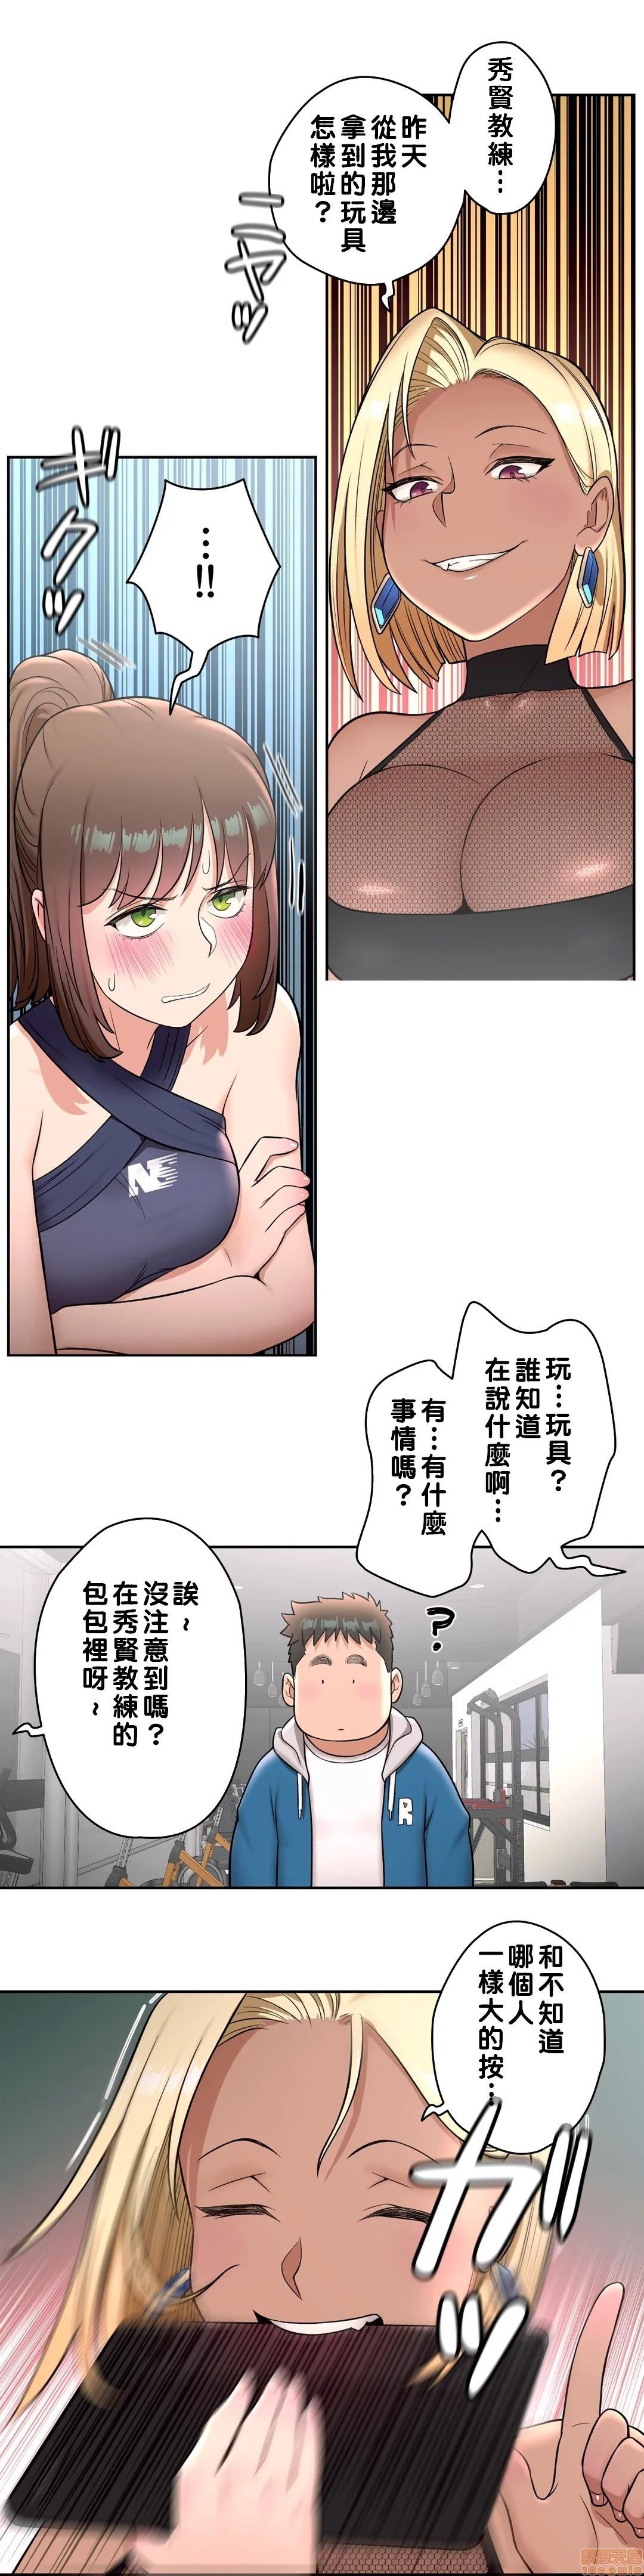 秀賢教練…
昨天
從我那邊
拿到的玩具
怎樣啦？
ニヤッ
…!!
ギクッ
N
玩…玩具？
誰知道
在說什麼啊…
有…有什麼
事情嗎？
?
誒~
沒注意到嗎？
在秀賢教練的
包包裡呀~
R
和不知道
哪個人
一樣大的按…
カッ